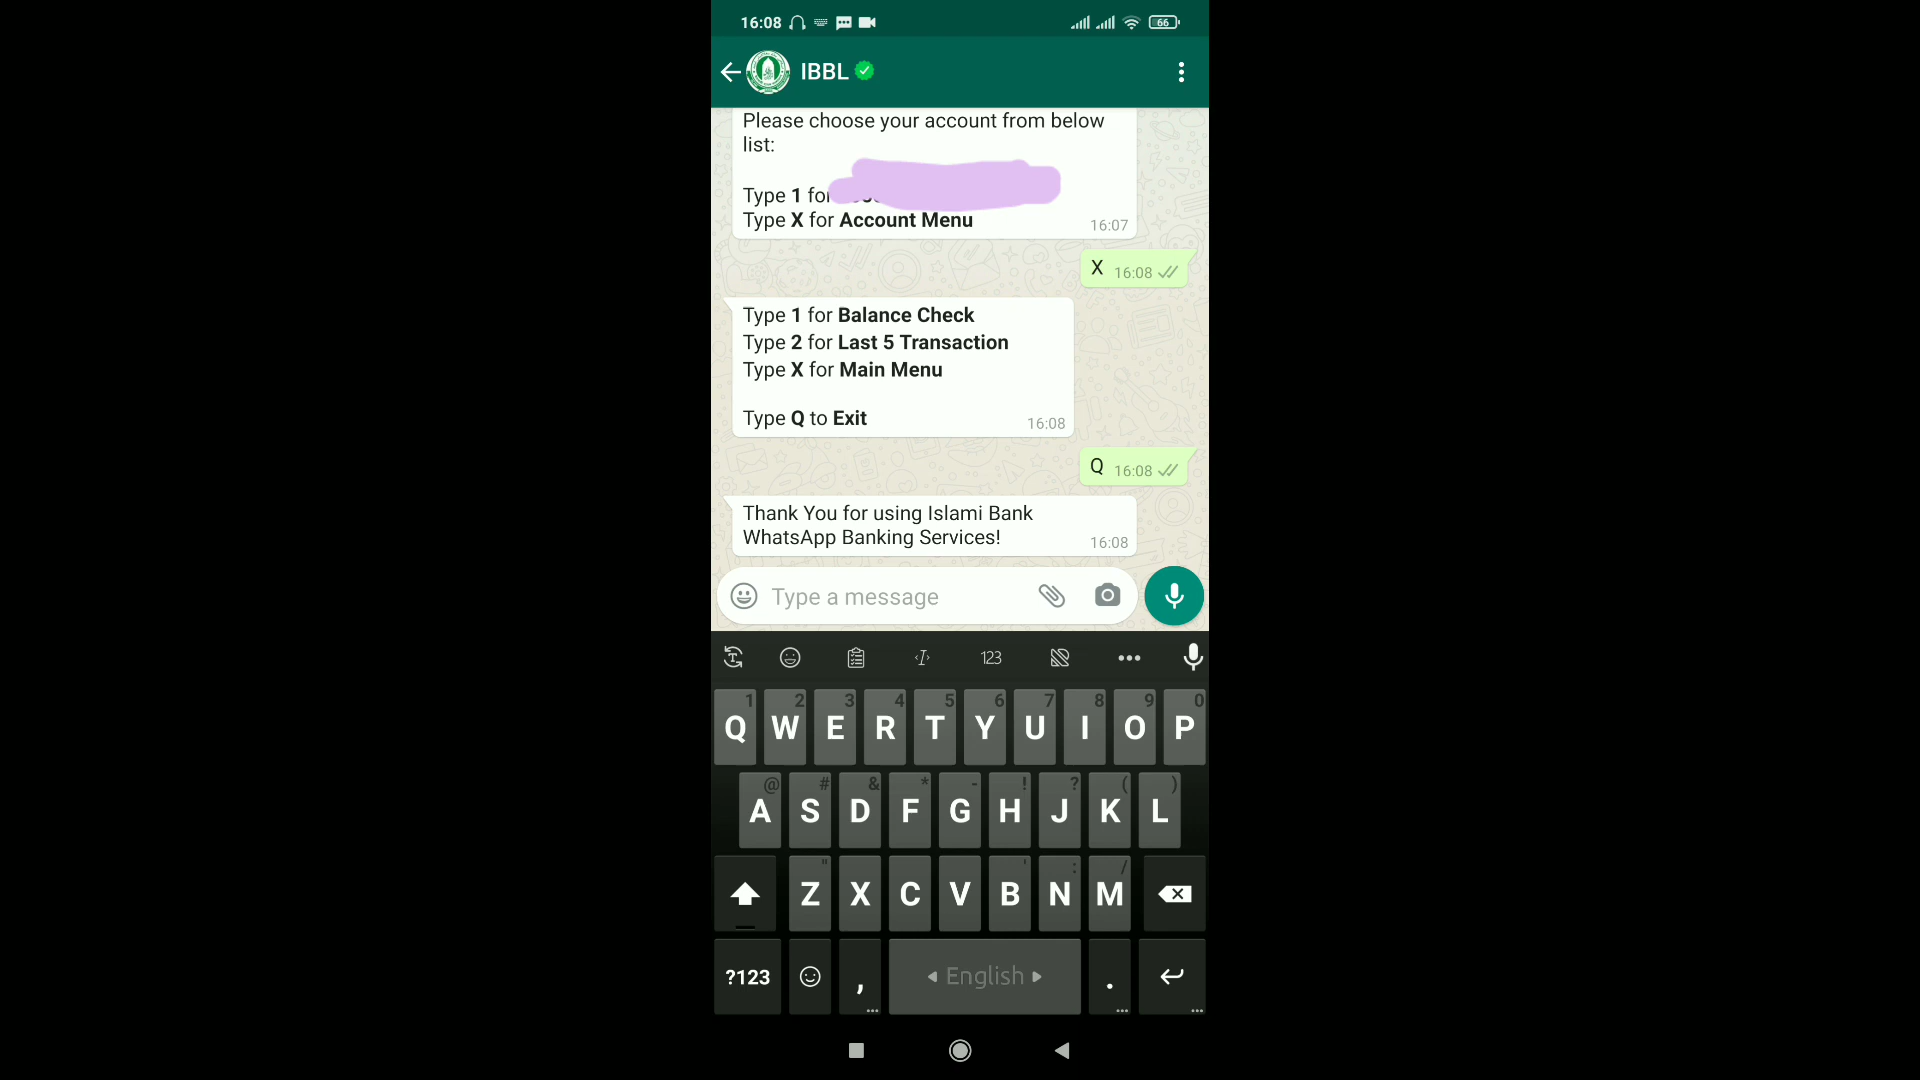 16:08
66
IBBL
Please choose your account from below
list:
Type 1 for
Type X for Account Menu
16:07
X 16:08
Type 1 for Balance Check
Type 2 for Last 5 Transaction
Type X for Main Menu
Type Q to Exit
16:08
Q 16:08
Thank You for using Islami Bank
WhatsApp Banking Services!
16:08
Type a message
123
1 2 3 4 5 6 7 8 9 0
Q W E R T Y U I O P
@ # & * - ! ? ( )
A S D F G H J K L
" ' : /
Z X C V B N M
?123 , English .